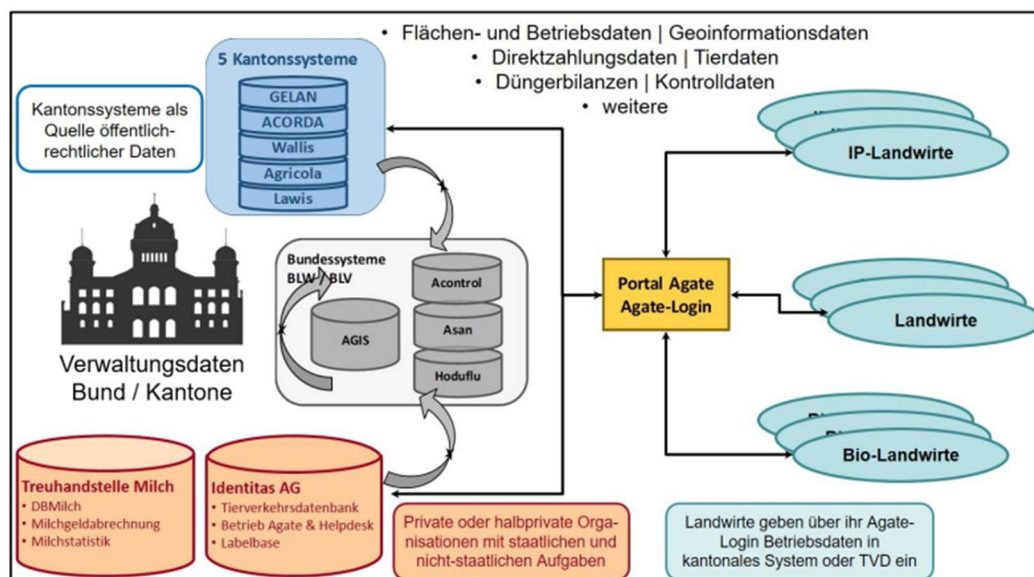 • Flächen- und Betriebsdaten | Geoinformationsdaten
• Direktzahlungsdaten | Tierdaten
• Düngerbilanzen | Kontrolldaten
• weitere
Kantonssysteme als
Quelle öffentlich-
rechtlicher Daten
5 Kantonssysteme
GELAN
ACORDA
Wallis
Agricola
Lawis
Verwaltungsdaten
Bund / Kantone
Bundessysteme
BLW / BLV
AGIS
Acontrol
Asan
Hoduflu
Portal Agate
Agate-Login
IP-Landwirte
Landwirte
Bio-Landwirte
Treuhandstelle Milch
• DBMilch
• Milchgeldabrechnung
• Milchstatistik
Identitas AG
• Tierverkehrsdatenbank
• Betrieb Agate & Helpdesk
• Labelbase
Private oder halbprivate Orga-
nisationen mit staatlichen und
nicht-staatlichen Aufgaben
Landwirte geben über ihr Agate-
Login Betriebsdaten in
kantonales System oder TVD ein